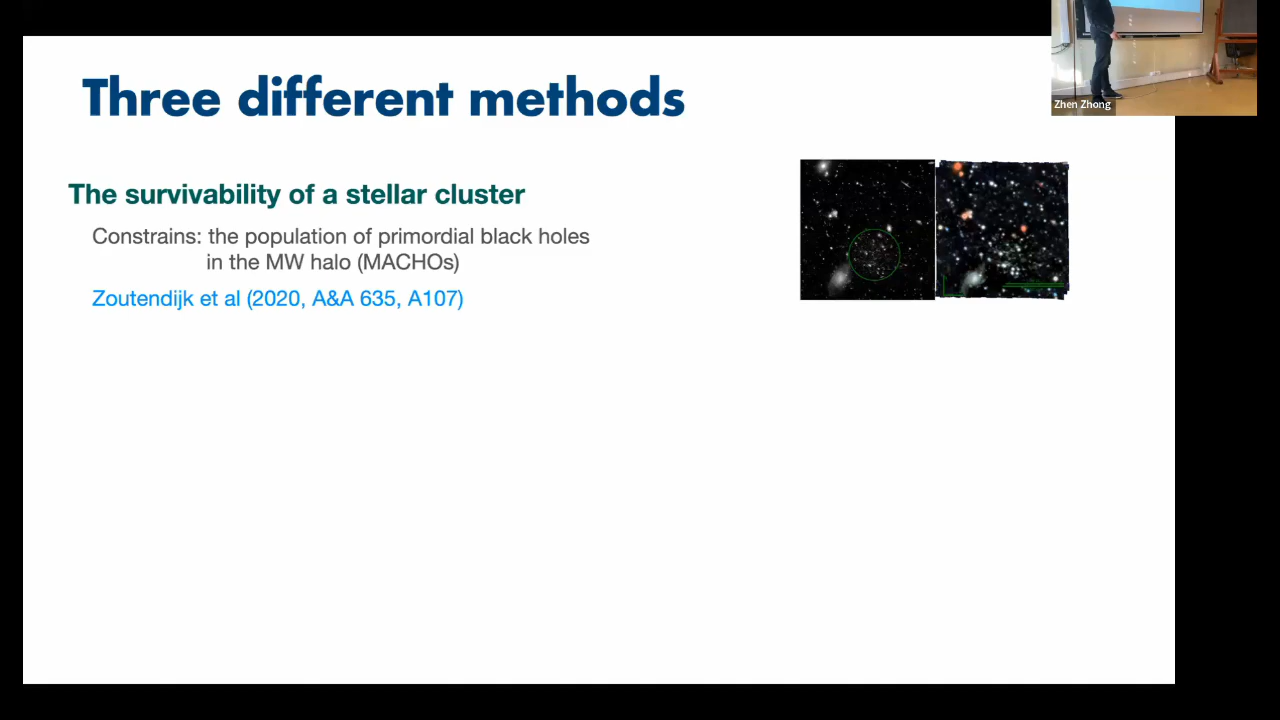 Three different methods
Zhen Zhong
The survivability of a stellar cluster
Constrains: the population of primordial black holes
in the MW halo (MACHOs)
Zoutendijk et al (2020, A&A 635, A107)